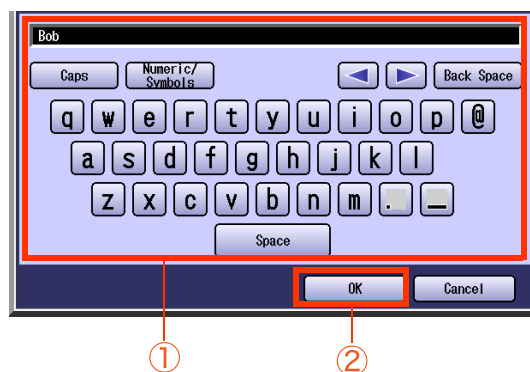 Bob
Caps Numeric/ Symbols Back Space
q w e r t y u i o p @
a s d f g h j k l
z x c v b n m . _
Space
OK Cancel
① ②